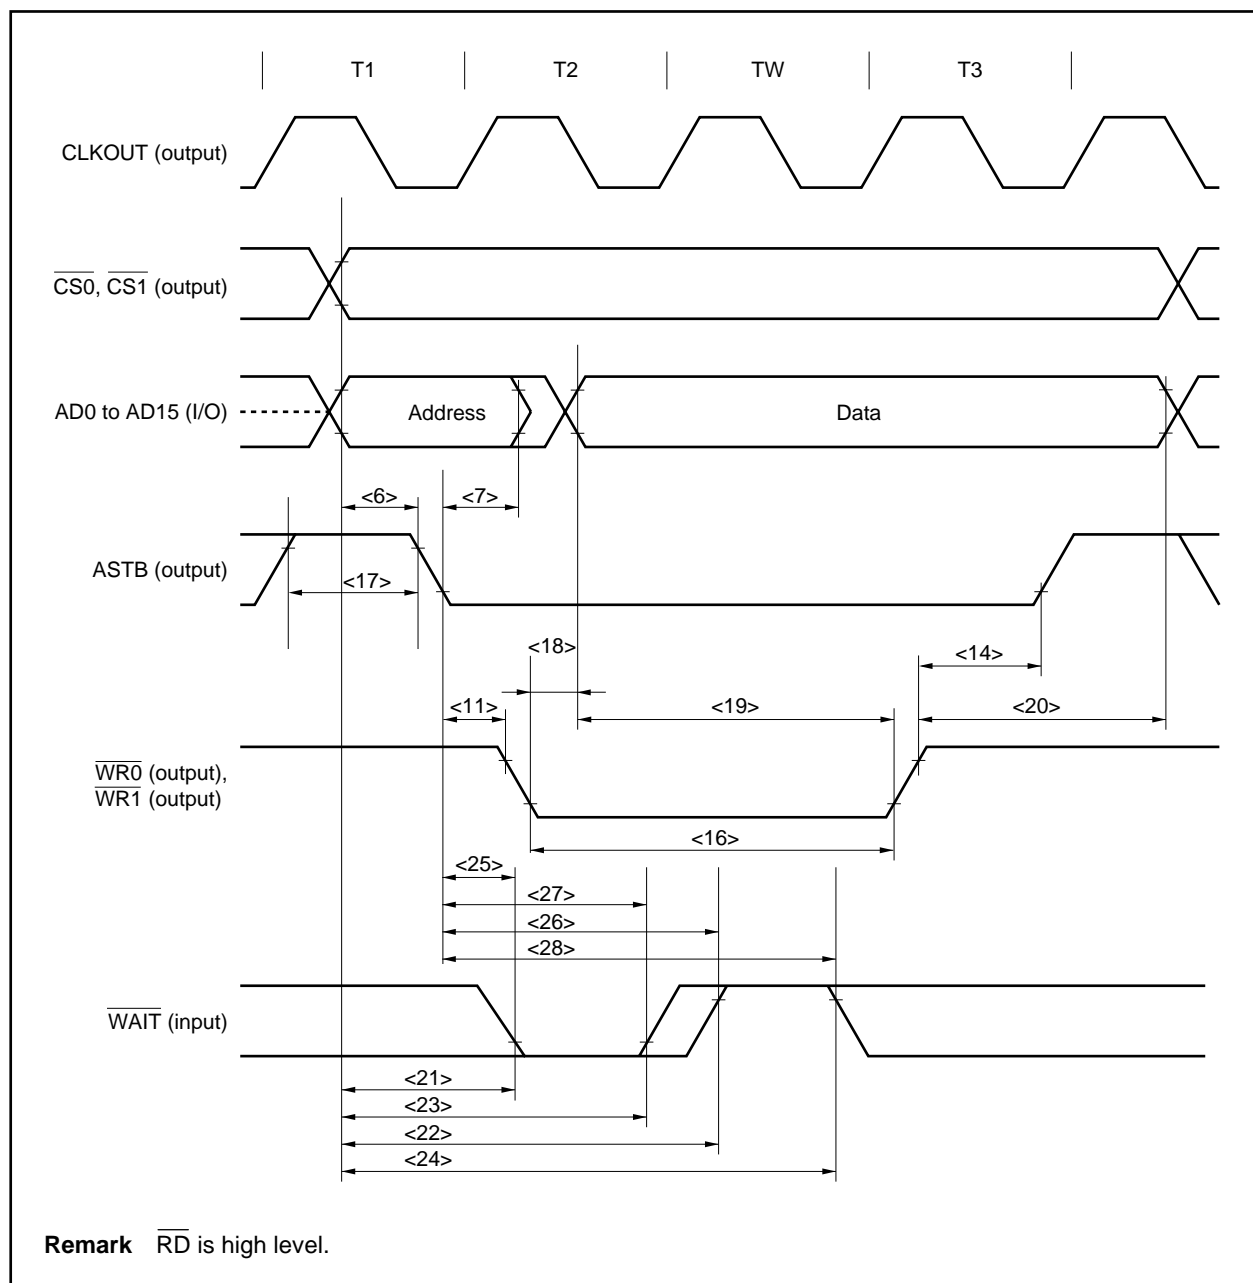 T1 T2 TW T3
CLKOUT (output)
CS0, CS1 (output)
AD0 to AD15 (I/O)
Address
Data
<6>
<7>
ASTB (output)
<17>
<18>
<14>
<11>
<19>
<20>
WR0 (output),
WR1 (output)
<16>
<25>
<27>
<26>
<28>
WAIT (input)
<21>
<23>
<22>
<24>
Remark RD is high level.